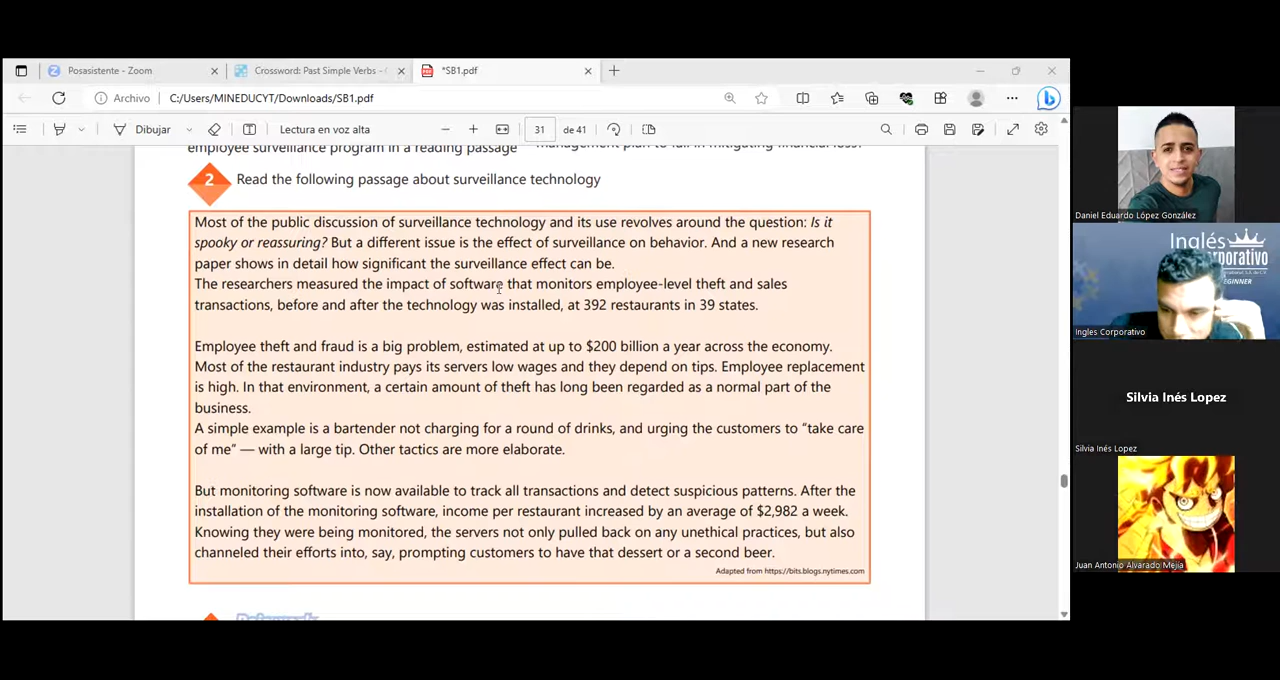 Posasistente - Zoom
Crossword: Past Simple Verbs - (
*SB1.pdf
Archivo
C:/Users/MINEDUCYT/Downloads/SB1.pdf
Dibujar
Lectura en voz alta
31
de 41
employee surveillance program in a reading passage
management plan to fail in mitigating financial loss?
2
Read the following passage about surveillance technology
Most of the public discussion of surveillance technology and its use revolves around the question: Is it
spooky or reassuring? But a different issue is the effect of surveillance on behavior. And a new research
paper shows in detail how significant the surveillance effect can be.
The researchers measured the impact of software that monitors employee-level theft and sales
transactions, before and after the technology was installed, at 392 restaurants in 39 states.
Employee theft and fraud is a big problem, estimated at up to $200 billion a year across the economy.
Most of the restaurant industry pays its servers low wages and they depend on tips. Employee replacement
is high. In that environment, a certain amount of theft has long been regarded as a normal part of the
business.
A simple example is a bartender not charging for a round of drinks, and urging the customers to “take care
of me” — with a large tip. Other tactics are more elaborate.
But monitoring software is now available to track all transactions and detect suspicious patterns. After the
installation of the monitoring software, income per restaurant increased by an average of $2,982 a week.
Knowing they were being monitored, the servers not only pulled back on any unethical practices, but also
channeled their efforts into, say, prompting customers to have that dessert or a second beer.
Adapted from https://bits.blogs.nytimes.com
Daniel Eduardo López González
Inglés
rporativo
GINNER
Ingles Corporativo
Silvia Inés Lopez
Silvia Inés Lopez
Juan Antonio Alvarado Mejía